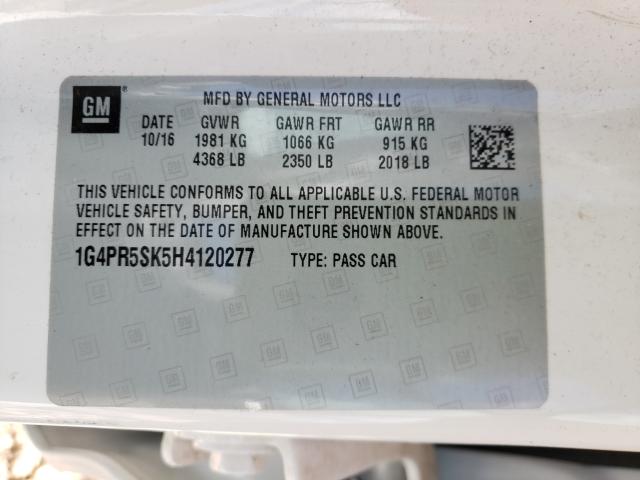 GM
MFD BY GENERAL MOTORS LLC
DATE GVWR GAWR FRT GAWR RR
10/16 1981 KG 1066 KG 915 KG
4368 LB 2350 LB 2018 LB
THIS VEHICLE CONFORMS TO ALL APPLICABLE U.S. FEDERAL MOTOR
VEHICLE SAFETY, BUMPER, AND THEFT PREVENTION STANDARDS IN
EFFECT ON THE DATE OF MANUFACTURE SHOWN ABOVE.
1G4PR5SK5H4120277 TYPE: PASS CAR